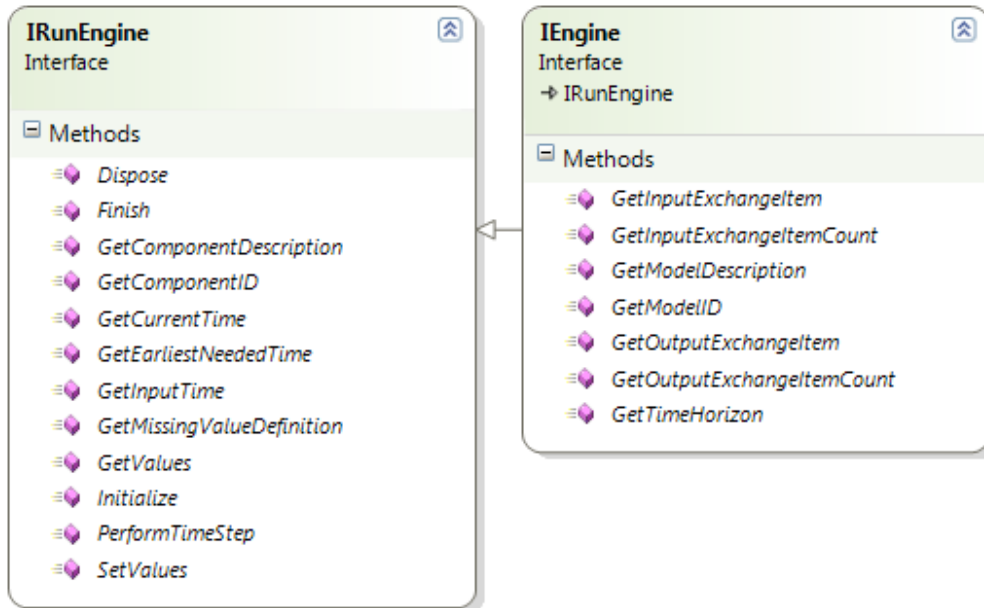 IRunEngine
Interface
Methods
Dispose
Finish
GetComponentDescription
GetComponentID
GetCurrentTime
GetEarliestNeededTime
GetInputTime
GetMissingValueDefinition
GetValues
Initialize
PerformTimeStep
SetValues
IEngine
Interface
IRunEngine
Methods
GetInputExchangeItem
GetInputExchangeItemCount
GetModelDescription
GetModelID
GetOutputExchangeItem
GetOutputExchangeItemCount
GetTimeHorizon